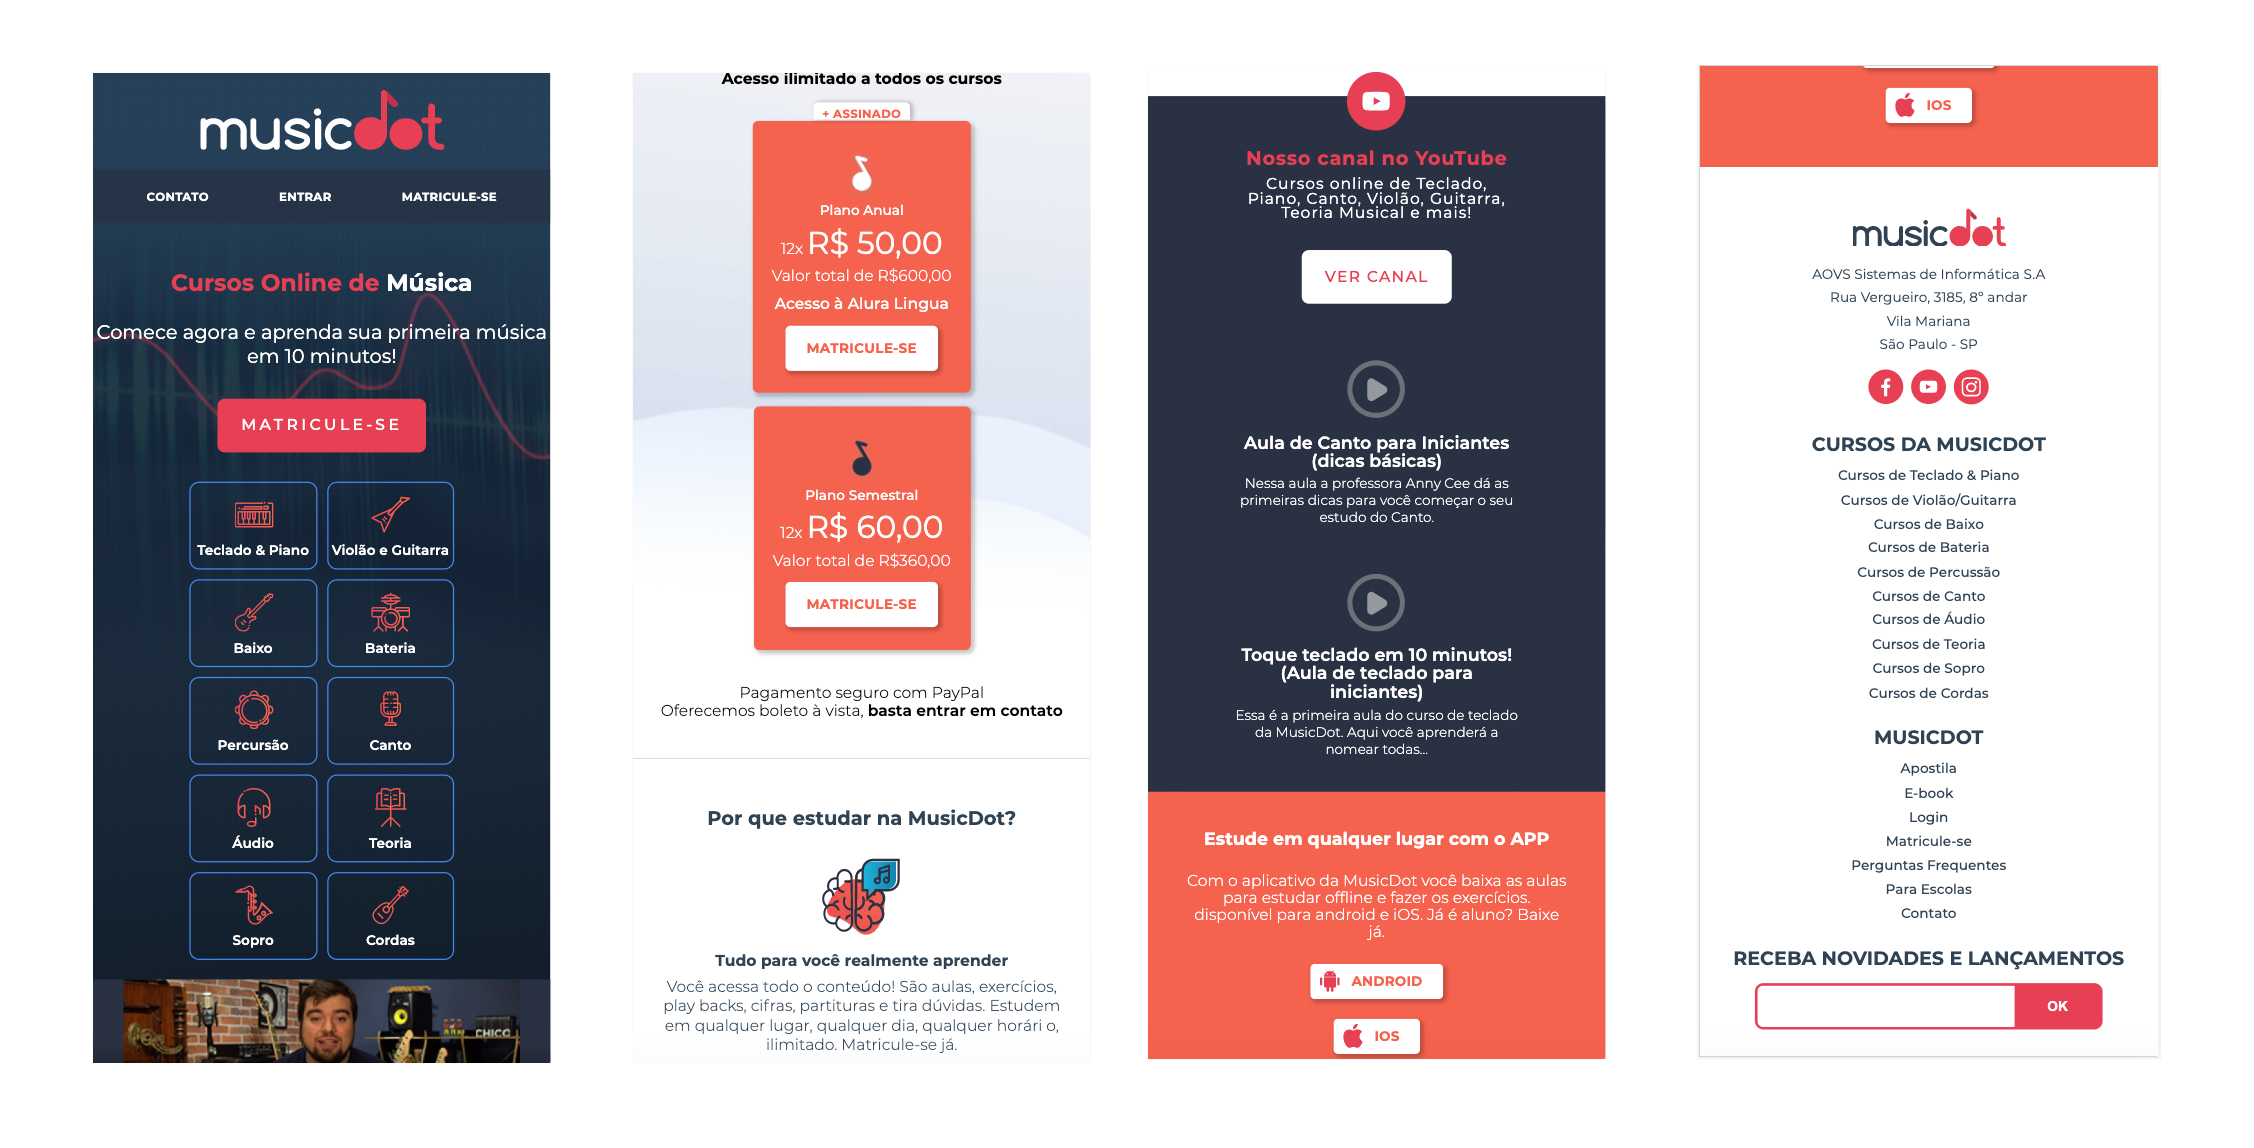 musicdot
CONTATO ENTRAR MATRICULE-SE
Cursos Online de Música
Comece agora e aprenda sua primeira música
em 10 minutos!
MATRICULE-SE
Teclado & Piano
Violão e Guitarra
Baixo
Bateria
Percursão
Canto
Áudio
Teoria
Sopro
Cordas
CHICO
Acesso ilimitado a todos os cursos
+ ASSINADO
Plano Anual
12x R$ 50,00
Valor total de R$600,00
Acesso à Alura Lingua
MATRICULE-SE
Plano Semestral
12x R$ 60,00
Valor total de R$360,00
MATRICULE-SE
Pagamento seguro com PayPal
Oferecemos boleto à vista, basta entrar em contato
Por que estudar na MusicDot?
Tudo para você realmente aprender
Você acessa todo o conteúdo! São aulas, exercícios,
play backs, cifras, partituras e tira dúvidas. Estudem
em qualquer lugar, qualquer dia, qualquer horári o,
ilimitado. Matricule-se já.
Nosso canal no YouTube
Cursos online de Teclado,
Piano, Canto, Violão, Guitarra,
Teoria Musical e mais!
VER CANAL
Aula de Canto para Iniciantes
(dicas básicas)
Nessa aula a professora Anny Cee dá as
primeiras dicas para você começar o seu
estudo do Canto.
Toque teclado em 10 minutos!
(Aula de teclado para
iniciantes)
Essa é a primeira aula do curso de teclado
da MusicDot. Aqui você aprenderá a
nomear todas...
Estude em qualquer lugar com o APP
Com o aplicativo da MusicDot você baixa as aulas
para estudar offline e fazer os exercícios.
disponível para android e iOS. Já é aluno? Baixe
já.
ANDROID
IOS
IOS
musicdot
AOVS Sistemas de Informática S.A
Rua Vergueiro, 3185, 8º andar
Vila Mariana
São Paulo - SP
CURSOS DA MUSICDOT
Cursos de Teclado & Piano
Cursos de Violão/Guitarra
Cursos de Baixo
Cursos de Bateria
Cursos de Percussão
Cursos de Canto
Cursos de Áudio
Cursos de Teoria
Cursos de Sopro
Cursos de Cordas
MUSICDOT
Apostila
E-book
Login
Matricule-se
Perguntas Frequentes
Para Escolas
Contato
RECEBA NOVIDADES E LANÇAMENTOS
OK